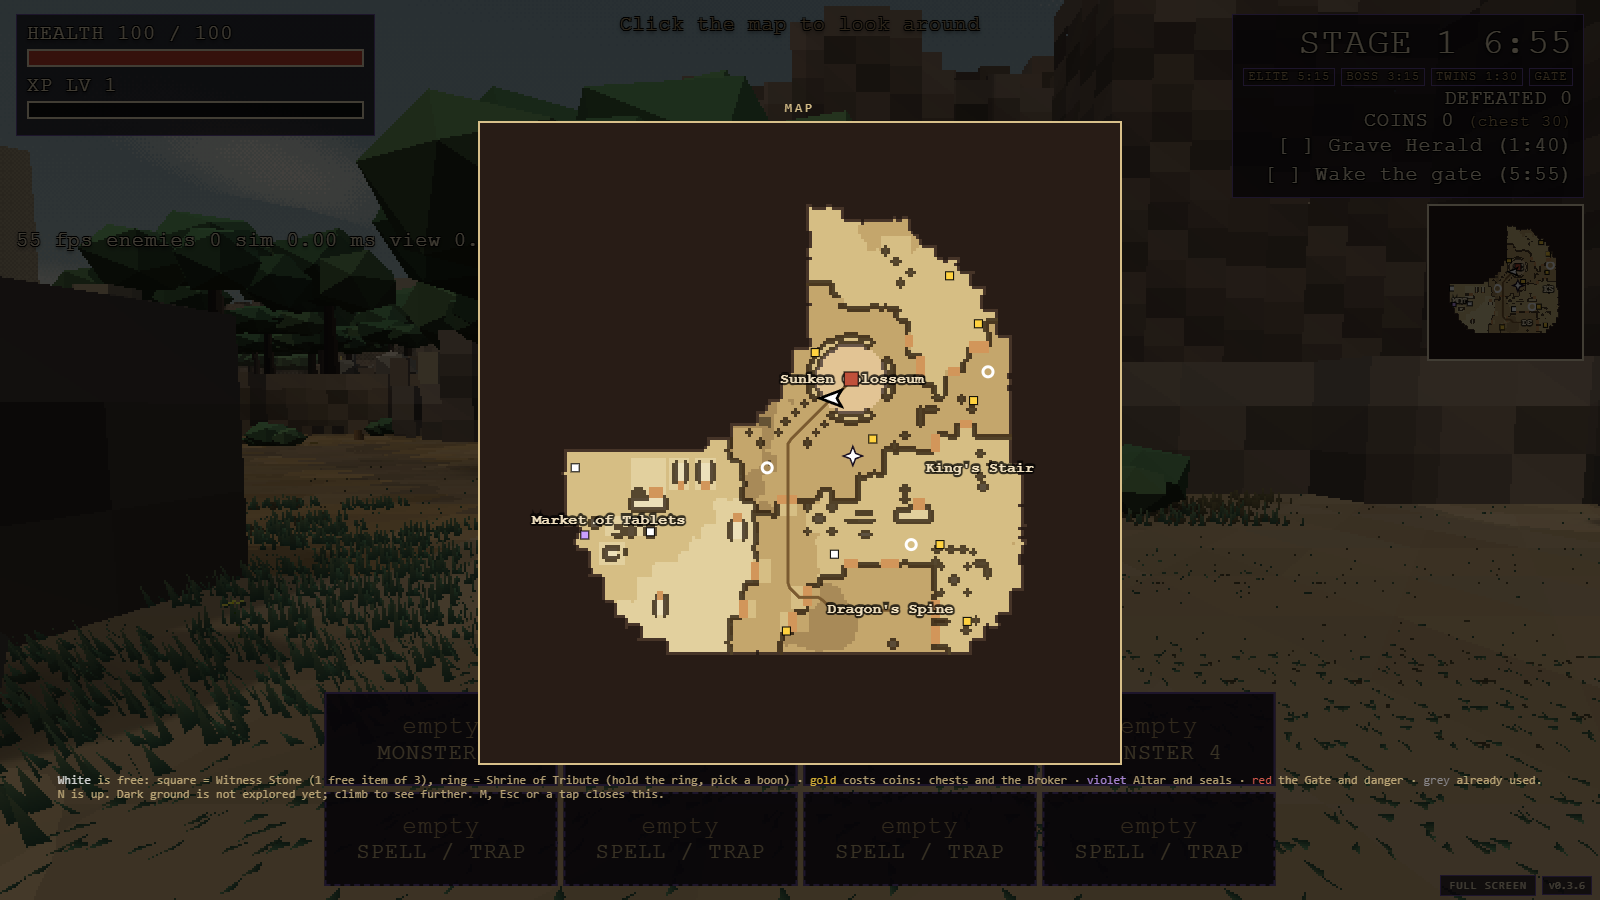 HEALTH 100 / 100
XP LV 1
Click the map to look around
STAGE 1 6:55
ELITE 5:15 BOSS 3:15 TWINS 1:30 GATE
DEFEATED 0
COINS 0 (chest 30)
[ ] Grave Herald (1:40)
[ ] Wake the gate (5:55)
55 fps enemies 0 sim 0.00 ms view 0.
MAP
Sunken
King's Stair
Market of Tablets
Dragon's Spine
empty
MONSTER
empty
NSTER 4
White is free: square = Witness Stone (1 free item of 3), ring = Shrine of Tribute (hold the ring, pick a boon) · gold costs coins: chests and the Broker · violet Altar and seals · red the Gate and danger · grey already used.
N is up. Dark ground is not explored yet; climb to see further. M, Esc or a tap closes this.
empty empty empty empty
SPELL / TRAP SPELL / TRAP SPELL / TRAP SPELL / TRAP
FULL SCREEN v0.3.6